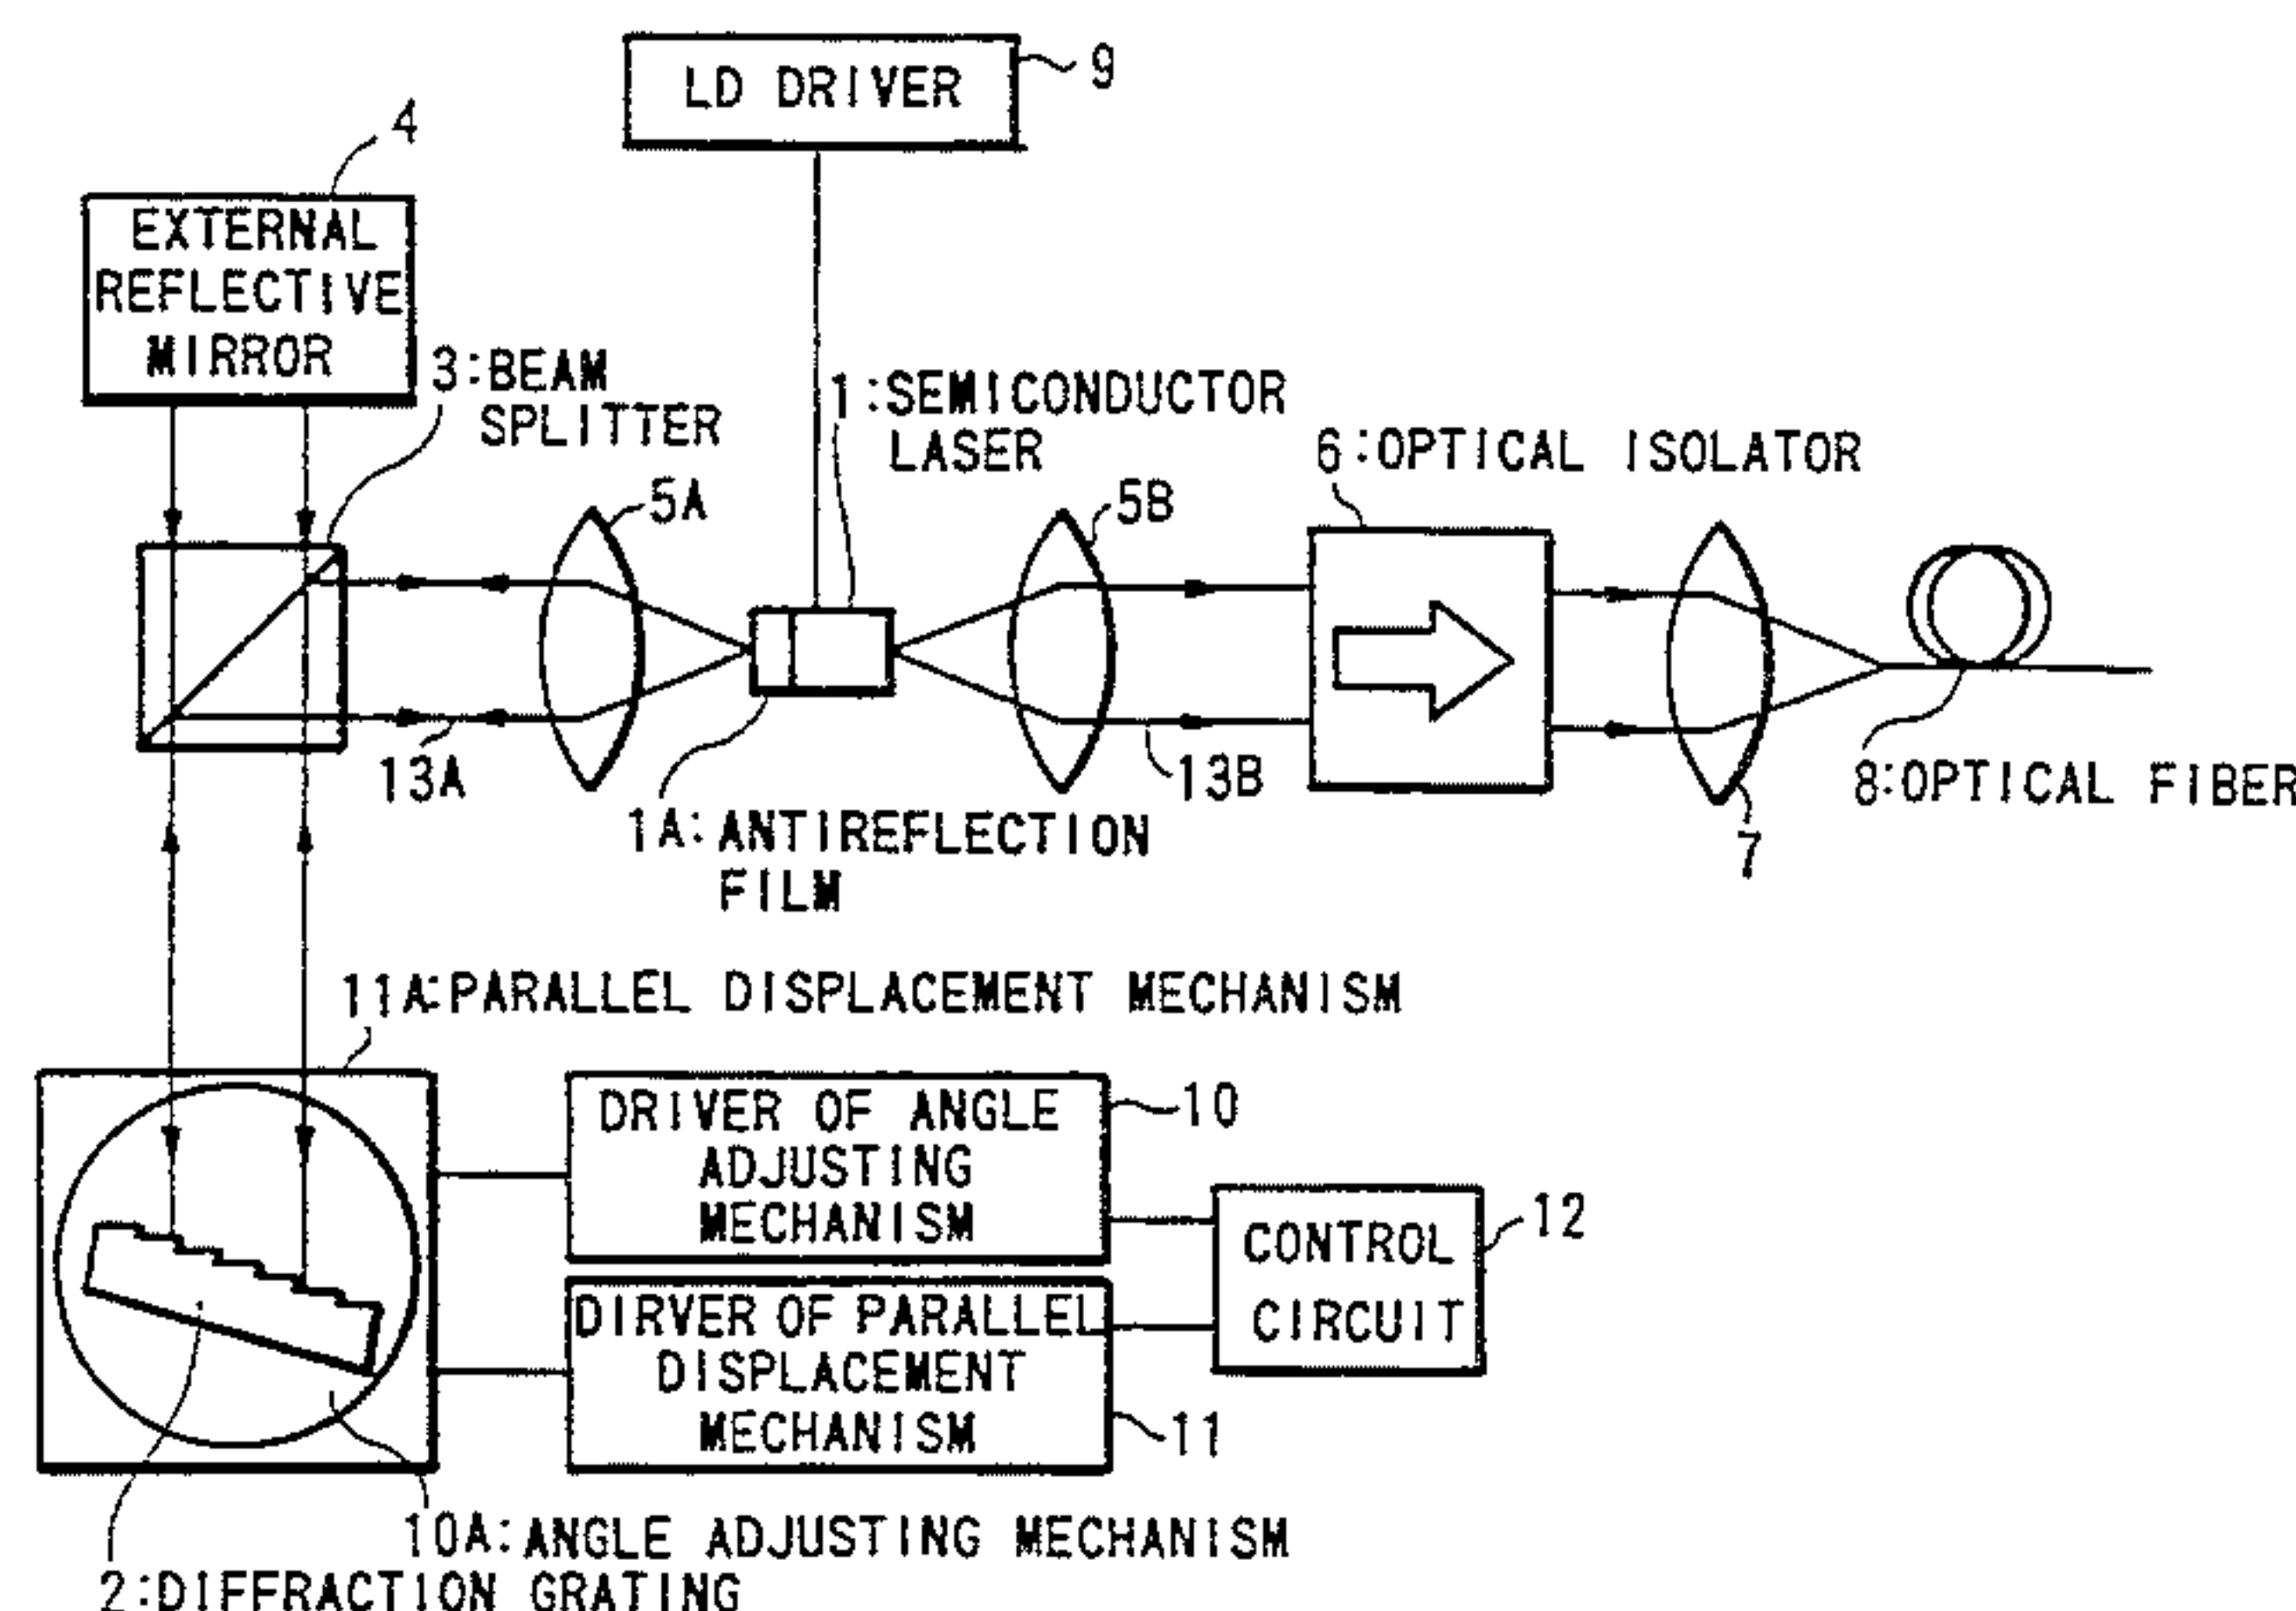 LD DRIVER
9
4
EXTERNAL
REFLECTIVE
MIRROR
3:BEAM
SPLITTER
1:SEMICONDUCTOR
LASER
6:OPTICAL ISOLATOR
5A
5B
13A
13B
8:OPTICAL FIBER
1A:ANTIREFLECTION
FILM
7
11A:PARALLEL DISPLACEMENT MECHANISM
DRIVER OF ANGLE
ADJUSTING
MECHANISM
10
CONTROL
CIRCUIT
12
DIRVER OF PARALLEL
DISPLACEMENT
MECHANISM
11
10A:ANGLE ADJUSTING MECHANISM
2:DIFFRACTION GRATING